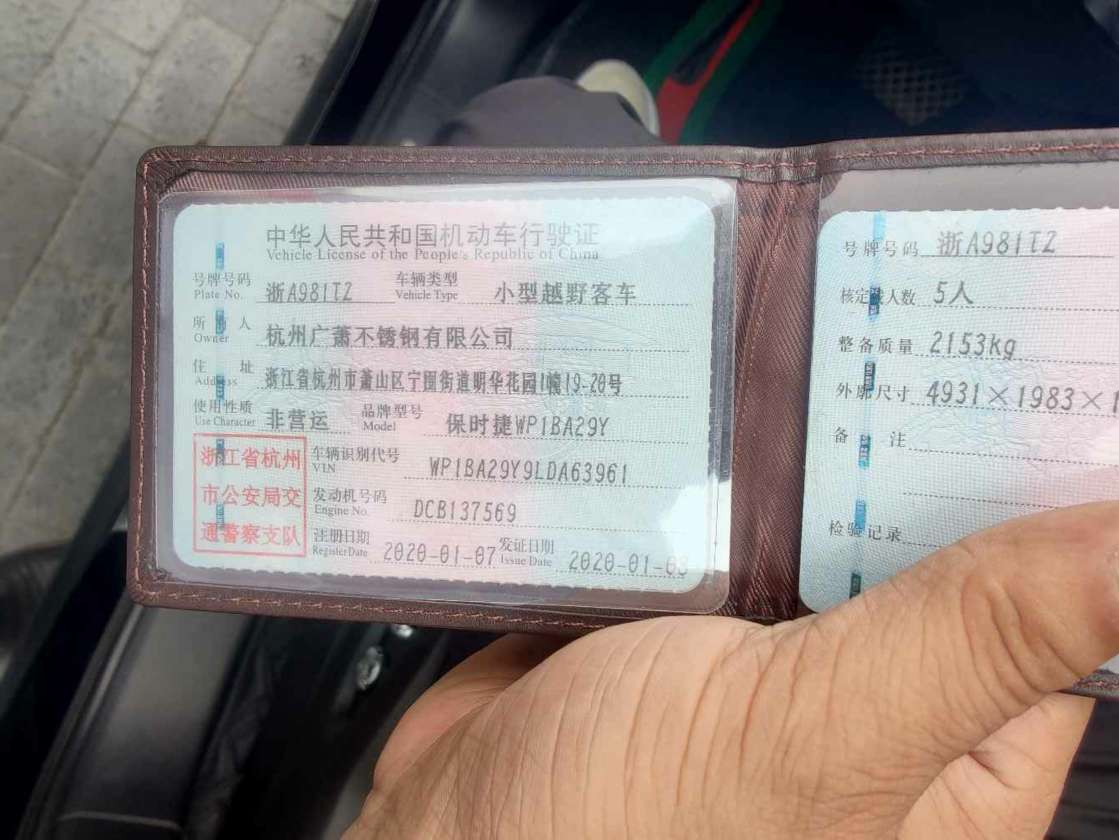 中华人民共和国机动车行驶证
Vehicle License of the People's Republic of China
号牌号码 浙A981TZ 车辆类型 小型越野客车
Plate No. Vehicle Type
所有人 杭州广萧不锈钢有限公司
Owner
住址 浙江省杭州市萧山区宁围街道明华花园1幢19-20号
Address
使用性质 非营运 品牌型号 保时捷WP1BA29Y
Use Character Model
浙江省杭州
市公安局交
通警察支队
车辆识别代号 WP1BA29Y9LDA63961
VIN
发动机号码 DCB137569
Engine No.
注册日期 2020-01-07 发证日期 2020-01-03
Register Date Issue Date
号牌号码 浙A981TZ
核定载人数 5人
整备质量 2153kg
外廓尺寸 4931×1983×1
备注
检验记录